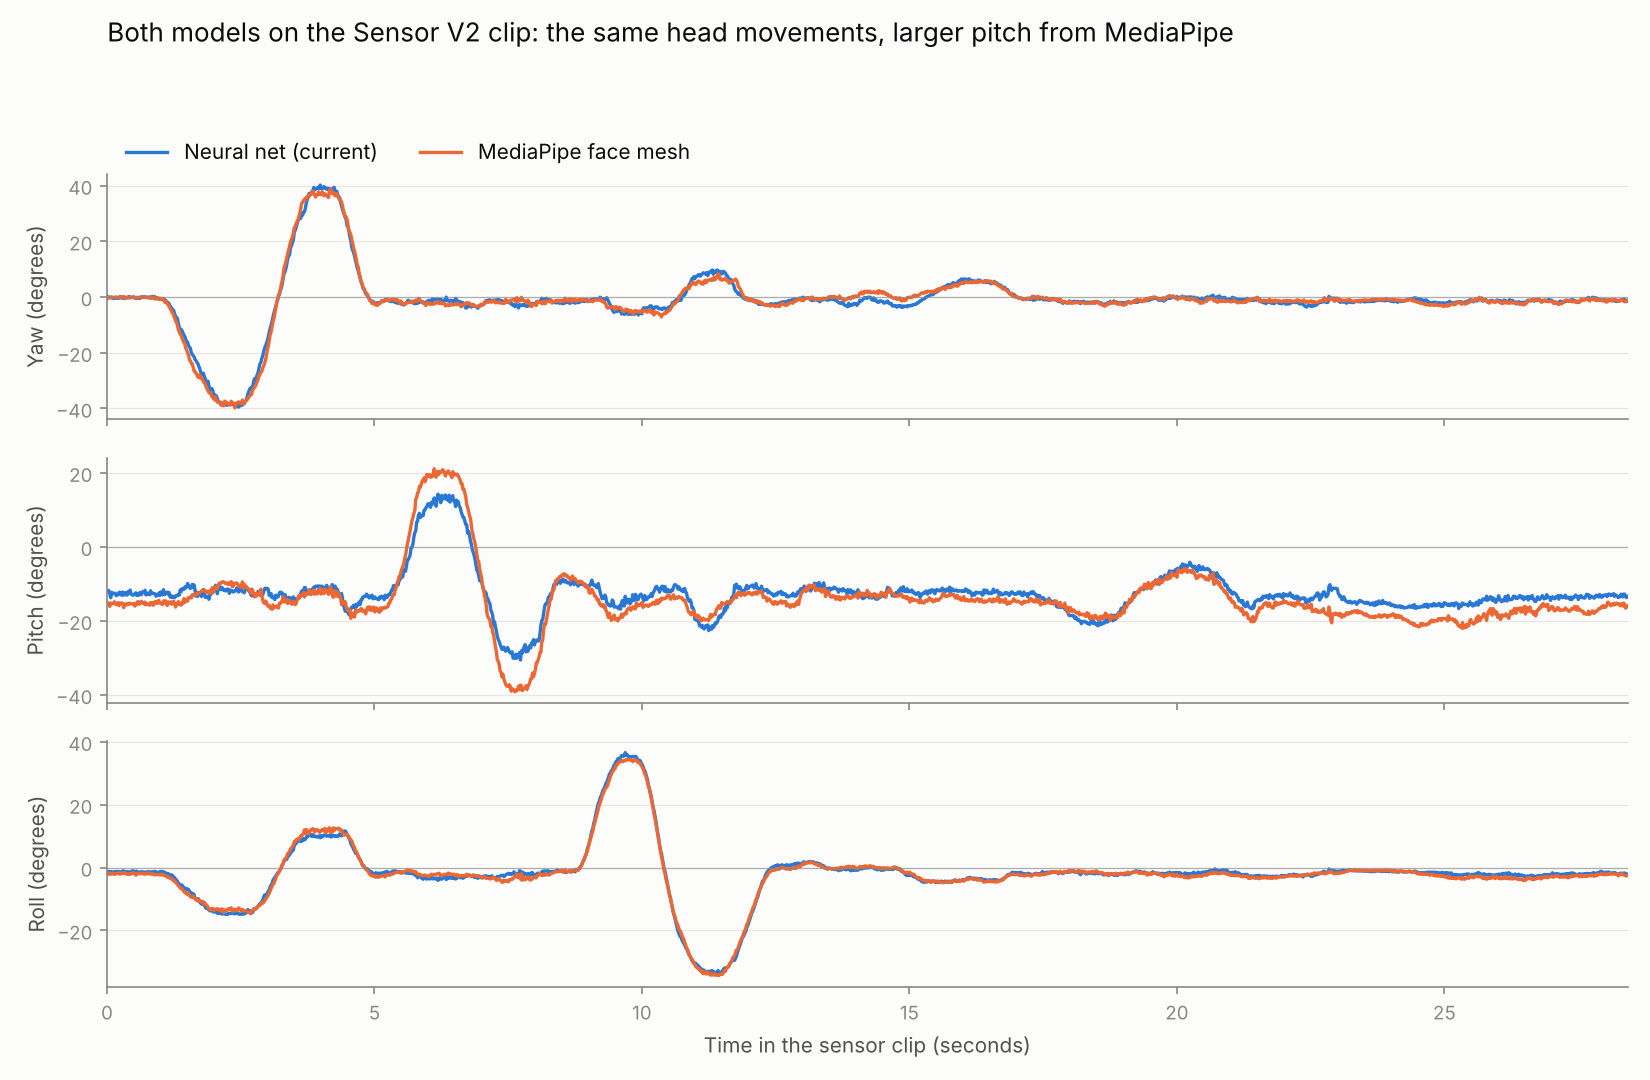 Both models on the Sensor V2 clip: the same head movements, larger pitch from MediaPipe
Neural net (current) MediaPipe face mesh
Yaw (degrees)
40
20
0
−20
−40
Pitch (degrees)
20
0
−20
−40
Roll (degrees)
40
20
0
−20
0 5 10 15 20 25
Time in the sensor clip (seconds)